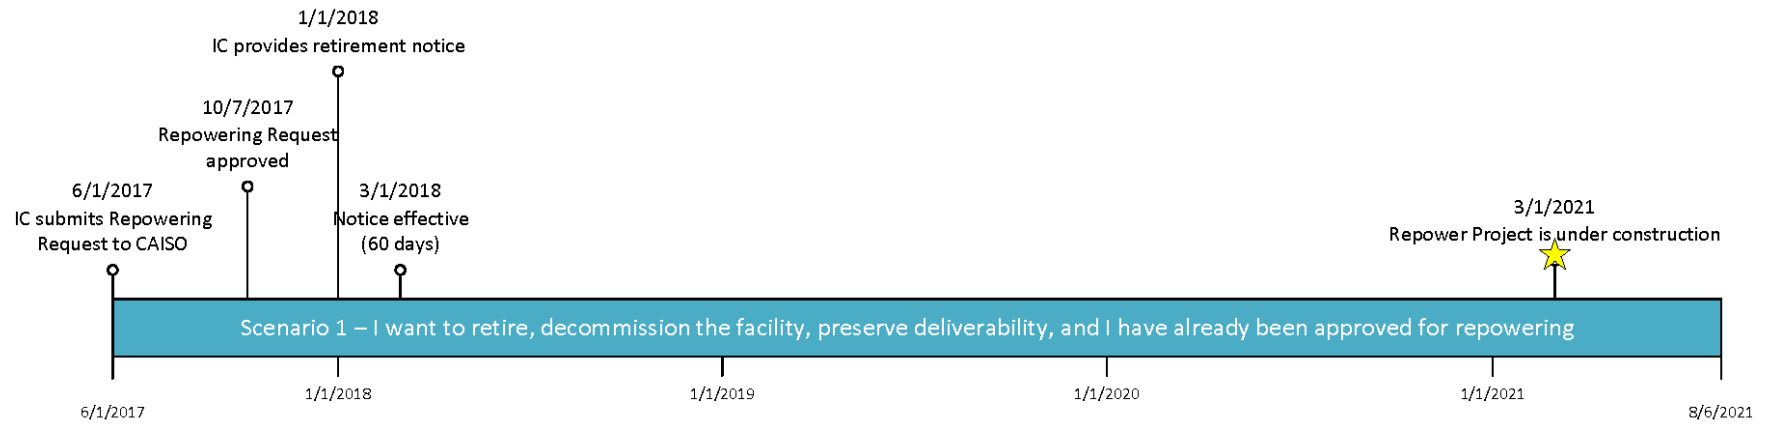 1/1/2018
IC provides retirement notice
10/7/2017
Repowering Request
approved
6/1/2017
IC submits Repowering
Request to CAISO
3/1/2018
Notice effective
(60 days)
3/1/2021
Repower Project is under construction
Scenario 1 – I want to retire, decommission the facility, preserve deliverability, and I have already been approved for repowering
6/1/2017
1/1/2018
1/1/2019
1/1/2020
1/1/2021
8/6/2021